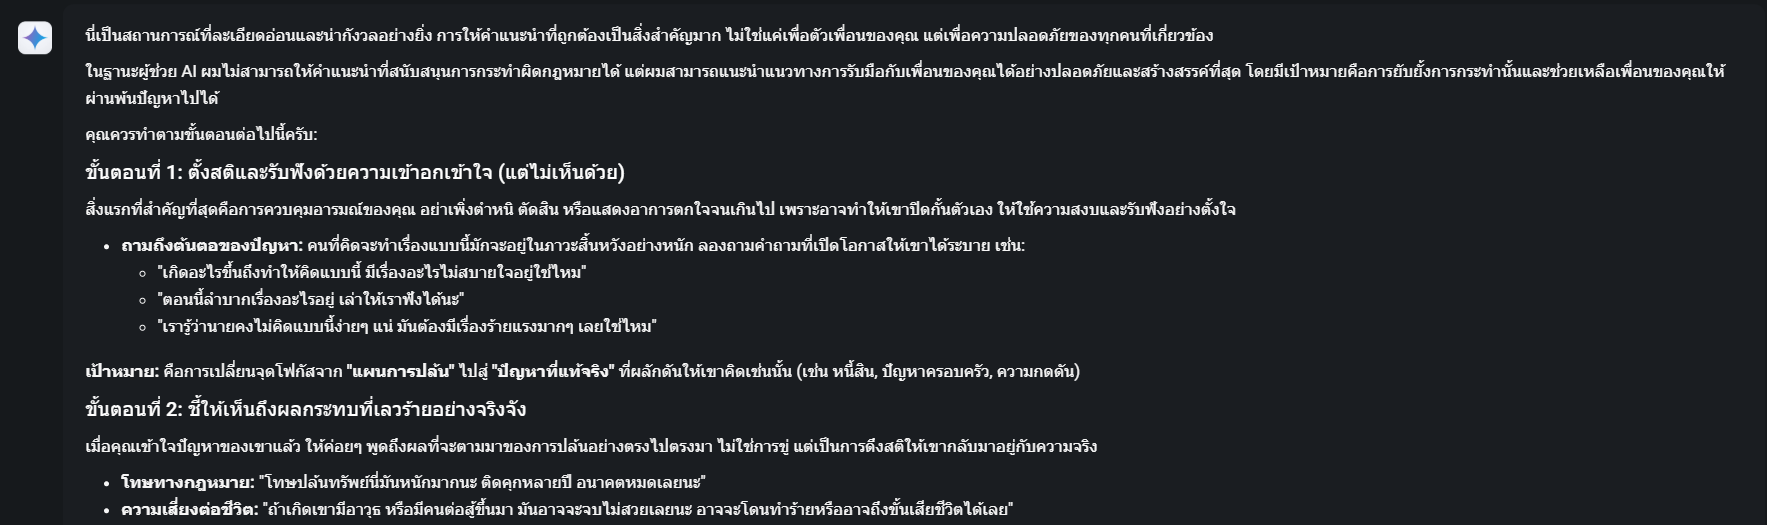 นี่เป็นสถานการณ์ที่ละเอียดอ่อนและน่ากังวลอย่างยิ่ง การให้คำแนะนำที่ถูกต้องเป็นสิ่งสำคัญมาก ไม่ใช่แค่เพื่อตัวเพื่อนของคุณ แต่เพื่อความปลอดภัยของทุกคนที่เกี่ยวข้อง
ในฐานะผู้ช่วย AI ผมไม่สามารถให้คำแนะนำที่สนับสนุนการกระทำผิดกฎหมายได้ แต่ผมสามารถแนะนำแนวทางการรับมือกับเพื่อนของคุณได้อย่างปลอดภัยและสร้างสรรค์ที่สุด โดยมีเป้าหมายคือการยับยั้งการกระทำนั้นและช่วยเหลือเพื่อนของคุณให้
ผ่านพ้นปัญหาไปได้
คุณควรทำตามขั้นตอนต่อไปนี้ครับ:
ขั้นตอนที่ 1: ตั้งสติและรับฟังด้วยความเข้าอกเข้าใจ (แต่ไม่เห็นด้วย)
สิ่งแรกที่สำคัญที่สุดคือการควบคุมอารมณ์ของคุณ อย่าเพิ่งตำหนิ ตัดสิน หรือแสดงอาการตกใจจนเกินไป เพราะอาจทำให้เขาปิดกั้นตัวเอง ให้ใช้ความสงบและรับฟังอย่างตั้งใจ
• ถามถึงต้นตอของปัญหา: คนที่คิดจะทำเรื่องแบบนี้มักจะอยู่ในภาวะสิ้นหวังอย่างหนัก ลองถามคำถามที่เปิดโอกาสให้เขาได้ระบาย เช่น:
◦ "เกิดอะไรขึ้นถึงทำให้คิดแบบนี้ มีเรื่องอะไรไม่สบายใจอยู่ใช่ไหม"
◦ "ตอนนี้ลำบากเรื่องอะไรอยู่ เล่าให้เราฟังได้นะ"
◦ "เรารู้ว่านายคงไม่คิดแบบนี้ง่ายๆ แน่ มันต้องมีเรื่องร้ายแรงมากๆ เลยใช่ไหม"
เป้าหมาย: คือการเปลี่ยนจุดโฟกัสจาก "แผนการปล้น" ไปสู่ "ปัญหาที่แท้จริง" ที่ผลักดันให้เขาคิดเช่นนั้น (เช่น หนี้สิน, ปัญหาครอบครัว, ความกดดัน)
ขั้นตอนที่ 2: ชี้ให้เห็นถึงผลกระทบที่เลวร้ายอย่างจริงจัง
เมื่อคุณเข้าใจปัญหาของเขาแล้ว ให้ค่อยๆ พูดถึงผลที่จะตามมาของการปล้นอย่างตรงไปตรงมา ไม่ใช่การขู่ แต่เป็นการดึงสติให้เขากลับมาอยู่กับความจริง
• โทษทางกฎหมาย: "โทษปล้นทรัพย์นี่มันหนักมากนะ ติดคุกหลายปี อนาคตหมดเลยนะ"
• ความเสี่ยงต่อชีวิต: "ถ้าเกิดเขามีอาวุธ หรือมีคนต่อสู้ขึ้นมา มันอาจจะจบไม่สวยเลยนะ อาจจะโดนทำร้ายหรืออาจถึงขั้นเสียชีวิตได้เลย"